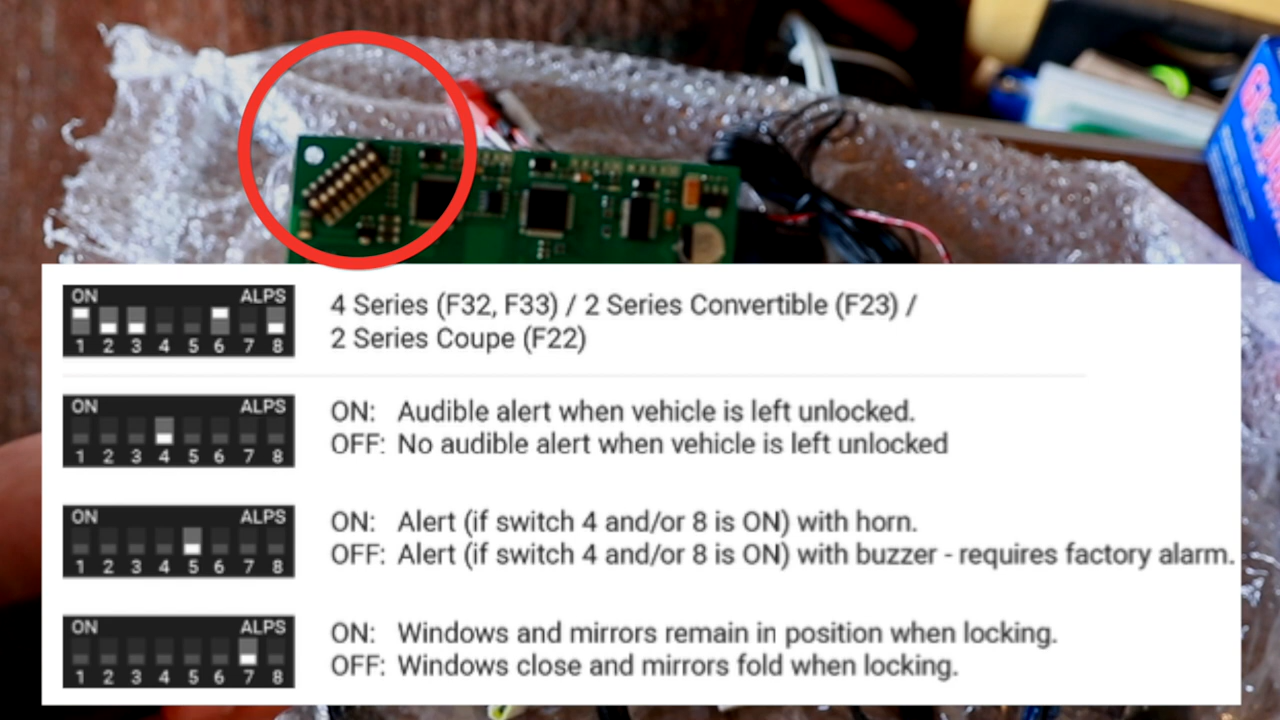 ON ALPS
1 2 3 4 5 6 7 8
4 Series (F32, F33) / 2 Series Convertible (F23) /
2 Series Coupe (F22)
ON ALPS
1 2 3 4 5 6 7 8
ON: Audible alert when vehicle is left unlocked.
OFF: No audible alert when vehicle is left unlocked
ON ALPS
1 2 3 4 5 6 7 8
ON: Alert (if switch 4 and/or 8 is ON) with horn.
OFF: Alert (if switch 4 and/or 8 is ON) with buzzer - requires factory alarm.
ON ALPS
1 2 3 4 5 6 7 8
ON: Windows and mirrors remain in position when locking.
OFF: Windows close and mirrors fold when locking.